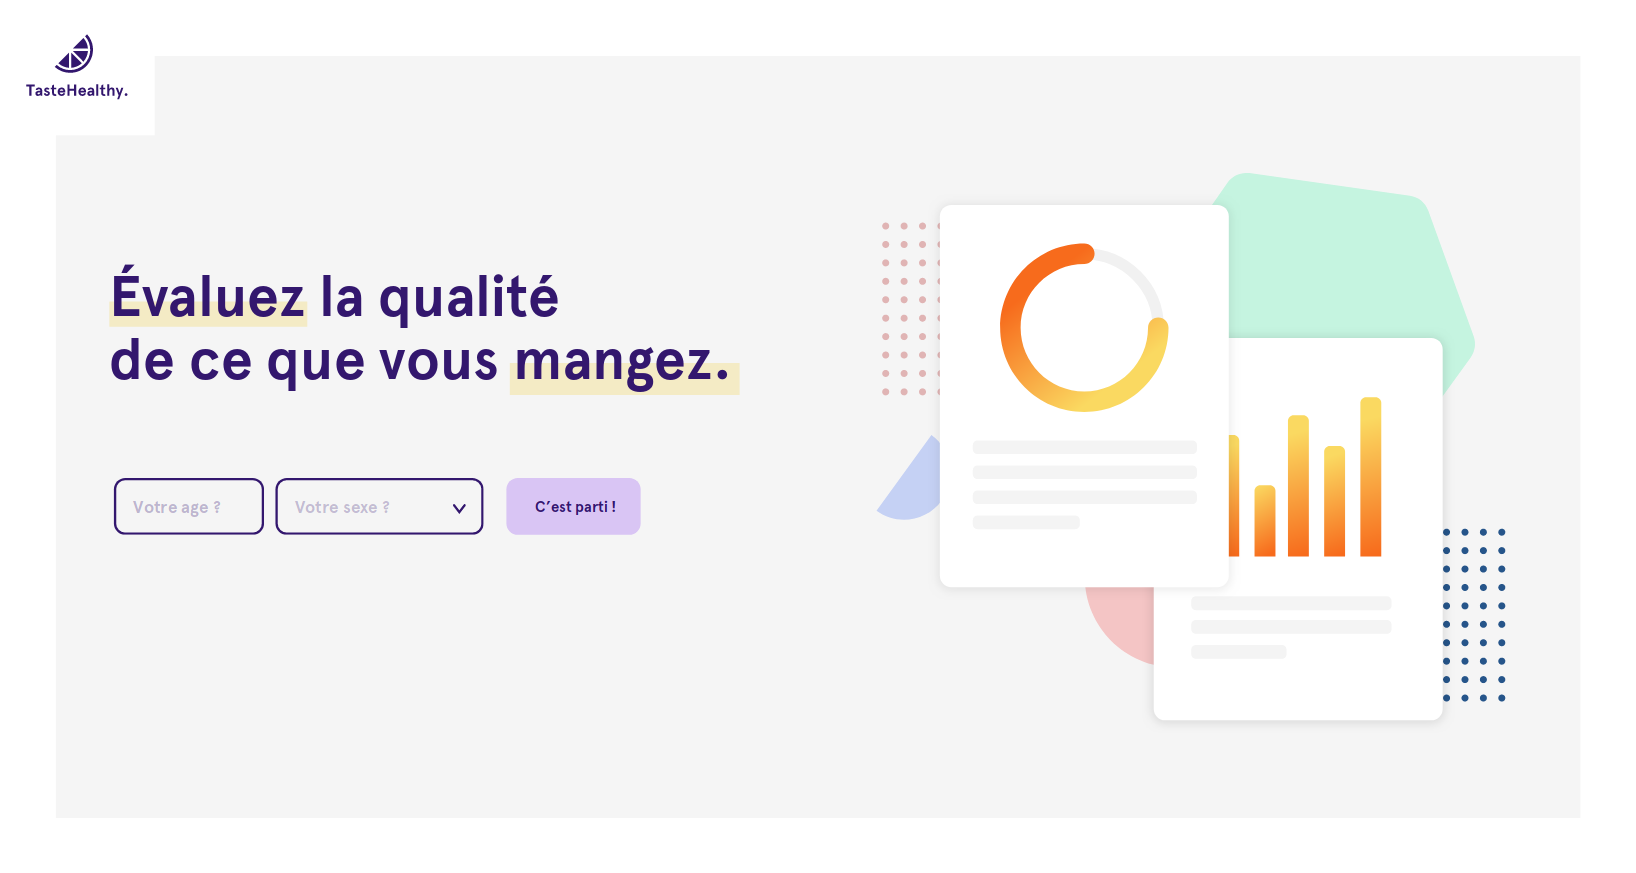 TasteHealthy.
Évaluez la qualité
de ce que vous mangez.
Votre age ?
Votre sexe ?
C’est parti !